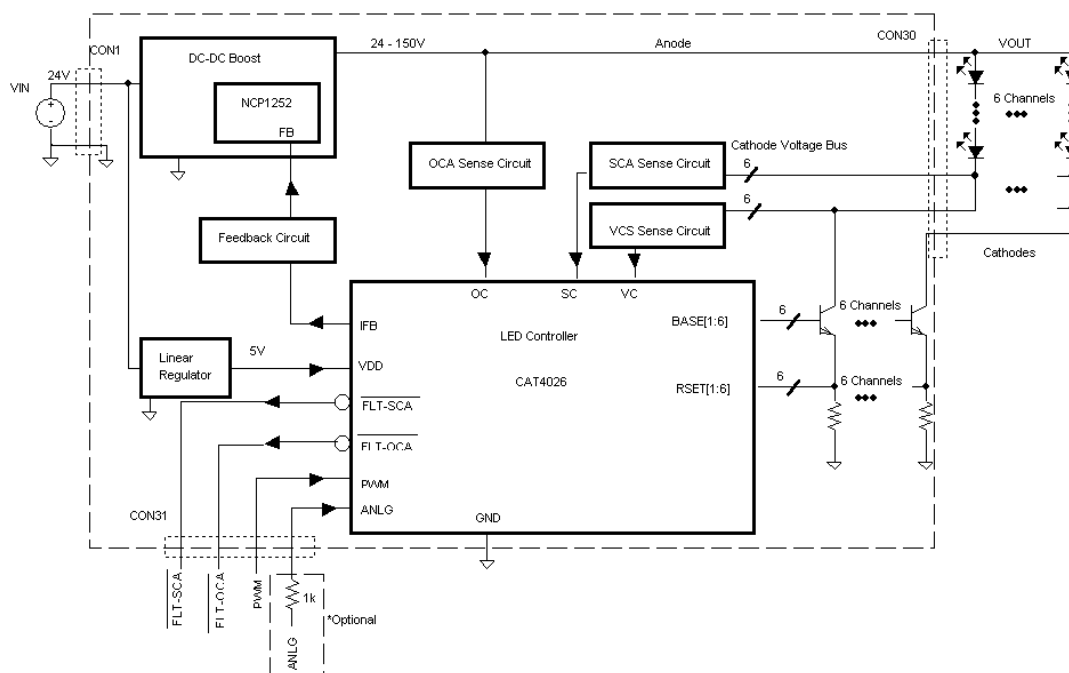 CON1
24 - 150V
Anode
CON30
VOUT
DC-DC Boost
24V
VIN
NCP1252
FB
6 Channels
OCA Sense Circuit
SCA Sense Circuit
Cathode Voltage Bus
6
6
VCS Sense Circuit
Feedback Circuit
Cathodes
OC
SC
VC
IFB
BASE[1:6]
6
6 Channels
LED Controller
Linear
Regulator
5V
VDD
CAT4026
RSET[1:6]
6
6 Channels
FLT-SCA
FLT-OCA
PWM
CON31
ANLG
GND
FLT-SCA
FLT-OCA
PWM
1k
*Optional
ANLG